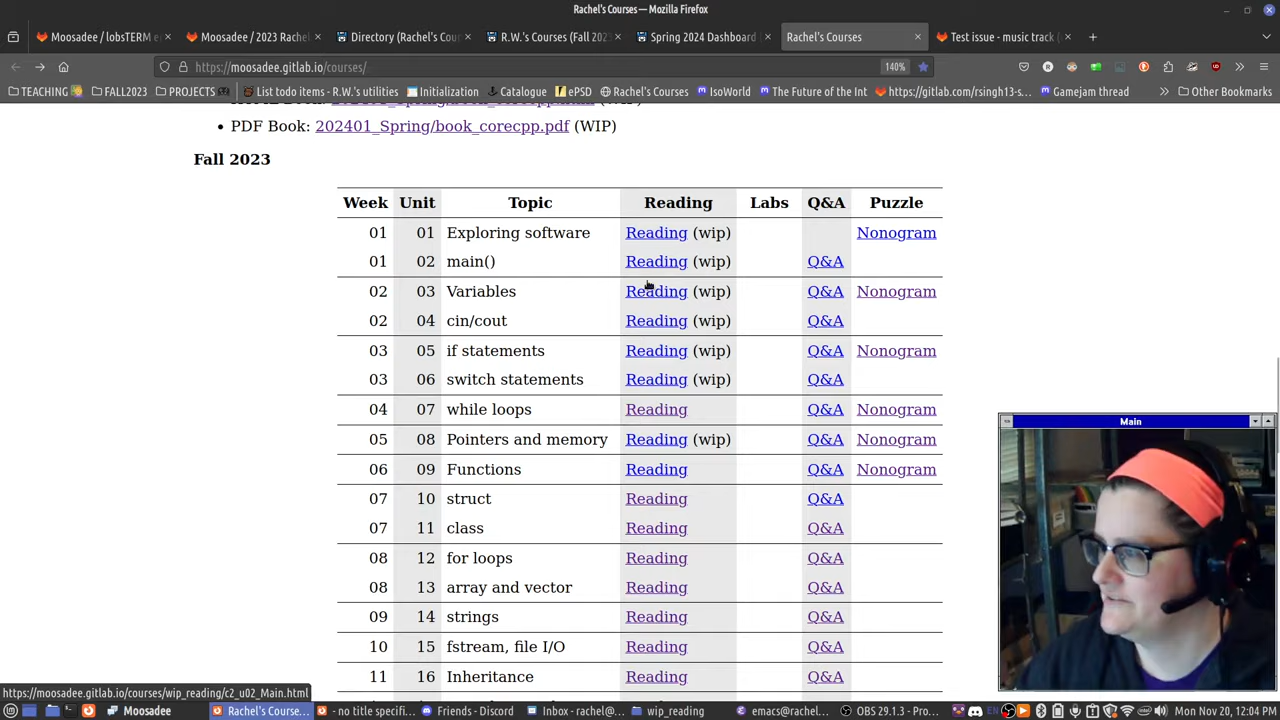 Rachel's Courses — Mozilla Firefox
Moosadee / lobsTERM e
Moosadee / 2023 Rachel
Directory (Rachel's Cou
R.W.'s Courses (Fall 202
Spring 2024 Dashboard
Rachel's Courses
Test issue - music track
https://moosadee.gitlab.io/courses/
140%
TEACHING
FALL2023
PROJECTS
List todo items - R.W.'s utilities
Initialization
Catalogue
ePSD
Rachel's Courses
IsoWorld
The Future of the Int
https://gitlab.com/rsingh13-s...
Gamejam thread
Other Bookmarks
PDF Book: 202401_Spring/book_corecpp.pdf (WIP)
Fall 2023
Week Unit Topic Reading Labs Q&A Puzzle
01 01 Exploring software Reading (wip) Nonogram
01 02 main() Reading (wip) Q&A
02 03 Variables Reading (wip) Q&A Nonogram
02 04 cin/cout Reading (wip) Q&A
03 05 if statements Reading (wip) Q&A Nonogram
03 06 switch statements Reading (wip) Q&A
04 07 while loops Reading Q&A Nonogram
05 08 Pointers and memory Reading (wip) Q&A Nonogram
06 09 Functions Reading Q&A Nonogram
07 10 struct Reading Q&A
07 11 class Reading Q&A
08 12 for loops Reading Q&A
08 13 array and vector Reading Q&A
09 14 strings Reading Q&A
10 15 fstream, file I/O Reading Q&A
11 16 Inheritance Reading Q&A
Main
https://moosadee.gitlab.io/courses/wip_reading/c2_u02_Main.html
Moosadee
Rachel's Course...
- no title specifi...
Friends - Discord
Inbox - rachel@...
wip_reading
emacs@rachel...
OBS 29.1.3 - Pro...
EN
Mon Nov 20, 12:04 PM